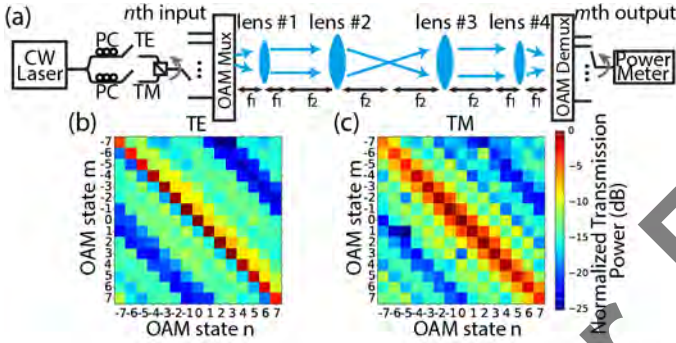 (a)
nth input
lens #1
lens #2
lens #3
lens #4
mth output
CW Laser
PC
TE
PC
TM
OAM Mux
f₁
f₁
f₂
f₂
f₂
f₁
f₁
OAM Demux
Power Meter
(b)
TE
OAM state m
-7
-6
-5
-4
-3
-2
-1
0
1
2
3
4
5
6
7
-7-6-5-4-3-2-1 0 1 2 3 4 5 6 7
OAM state n
(c)
TM
OAM state m
-7
-6
-5
-4
-3
-2
-1
0
1
2
3
4
5
6
7
-7-6-5-4-3-2-1 0 1 2 3 4 5 6 7
OAM state n
0
-5
-10
-15
-20
-25
Normalized Transmission
Power (dB)